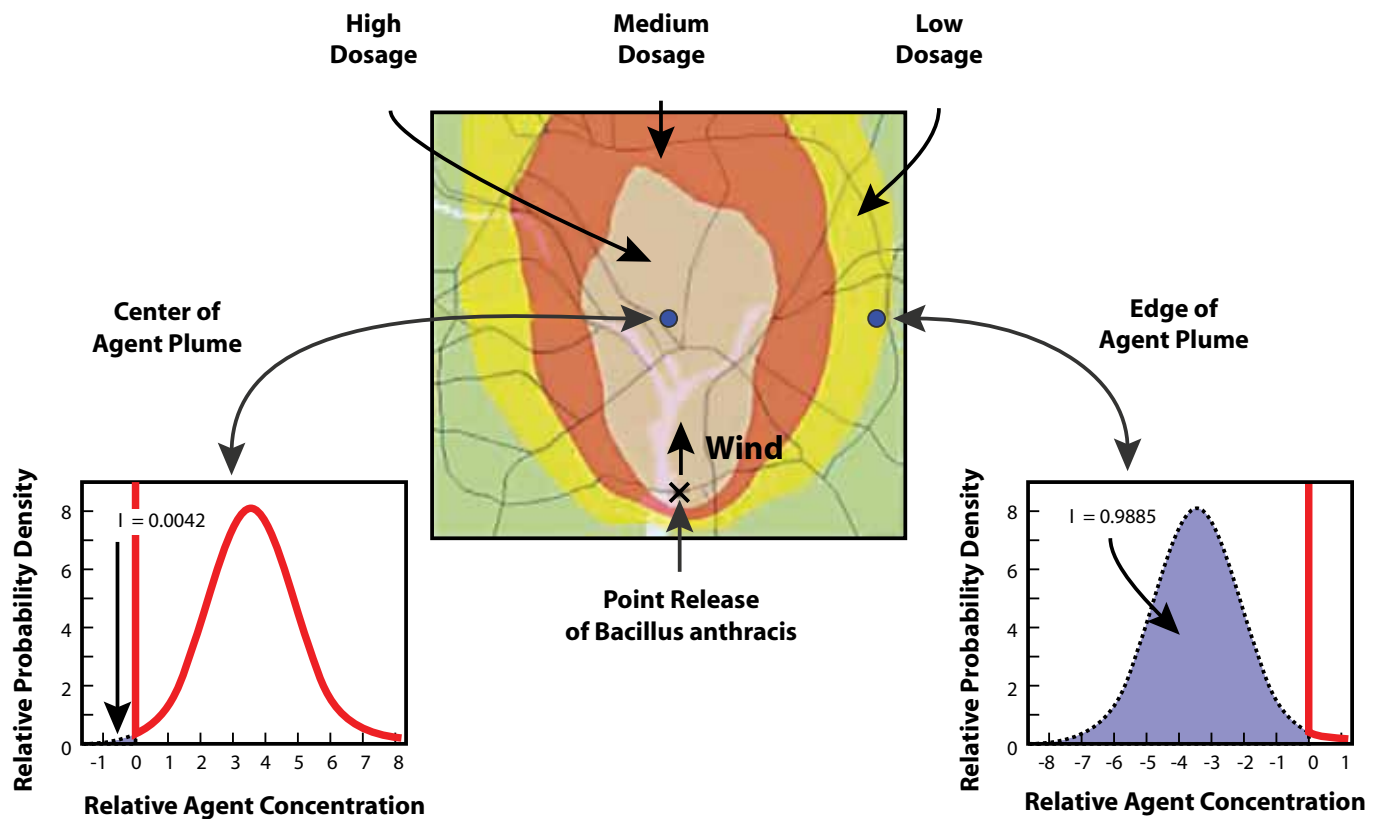 High
Dosage
Medium
Dosage
Low
Dosage
Center of
Agent Plume
Edge of
Agent Plume
Wind
Point Release
of Bacillus anthracis
Relative Probability Density
8
6
4
2
0
I = 0.0042
-1 0 1 2 3 4 5 6 7 8
Relative Agent Concentration
Relative Probability Density
8
6
4
2
0
I = 0.9885
-8 -7 -6 -5 -4 -3 -2 -1 0 1
Relative Agent Concentration